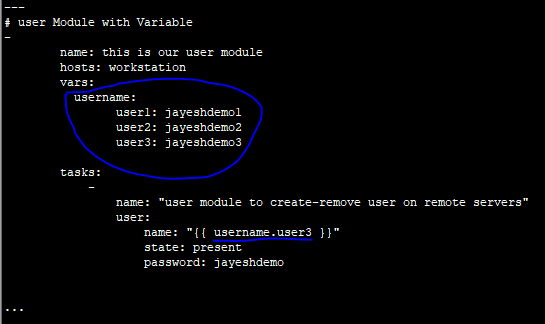 ---
# user Module with Variable
-
name: this is our user module
hosts: workstation
vars:
username:
user1: jayeshdemo1
user2: jayeshdemo2
user3: jayeshdemo3
tasks:
-
name: "user module to create-remove user on remote servers"
user:
name: "{{ username.user3 }}"
state: present
password: jayeshdemo
...